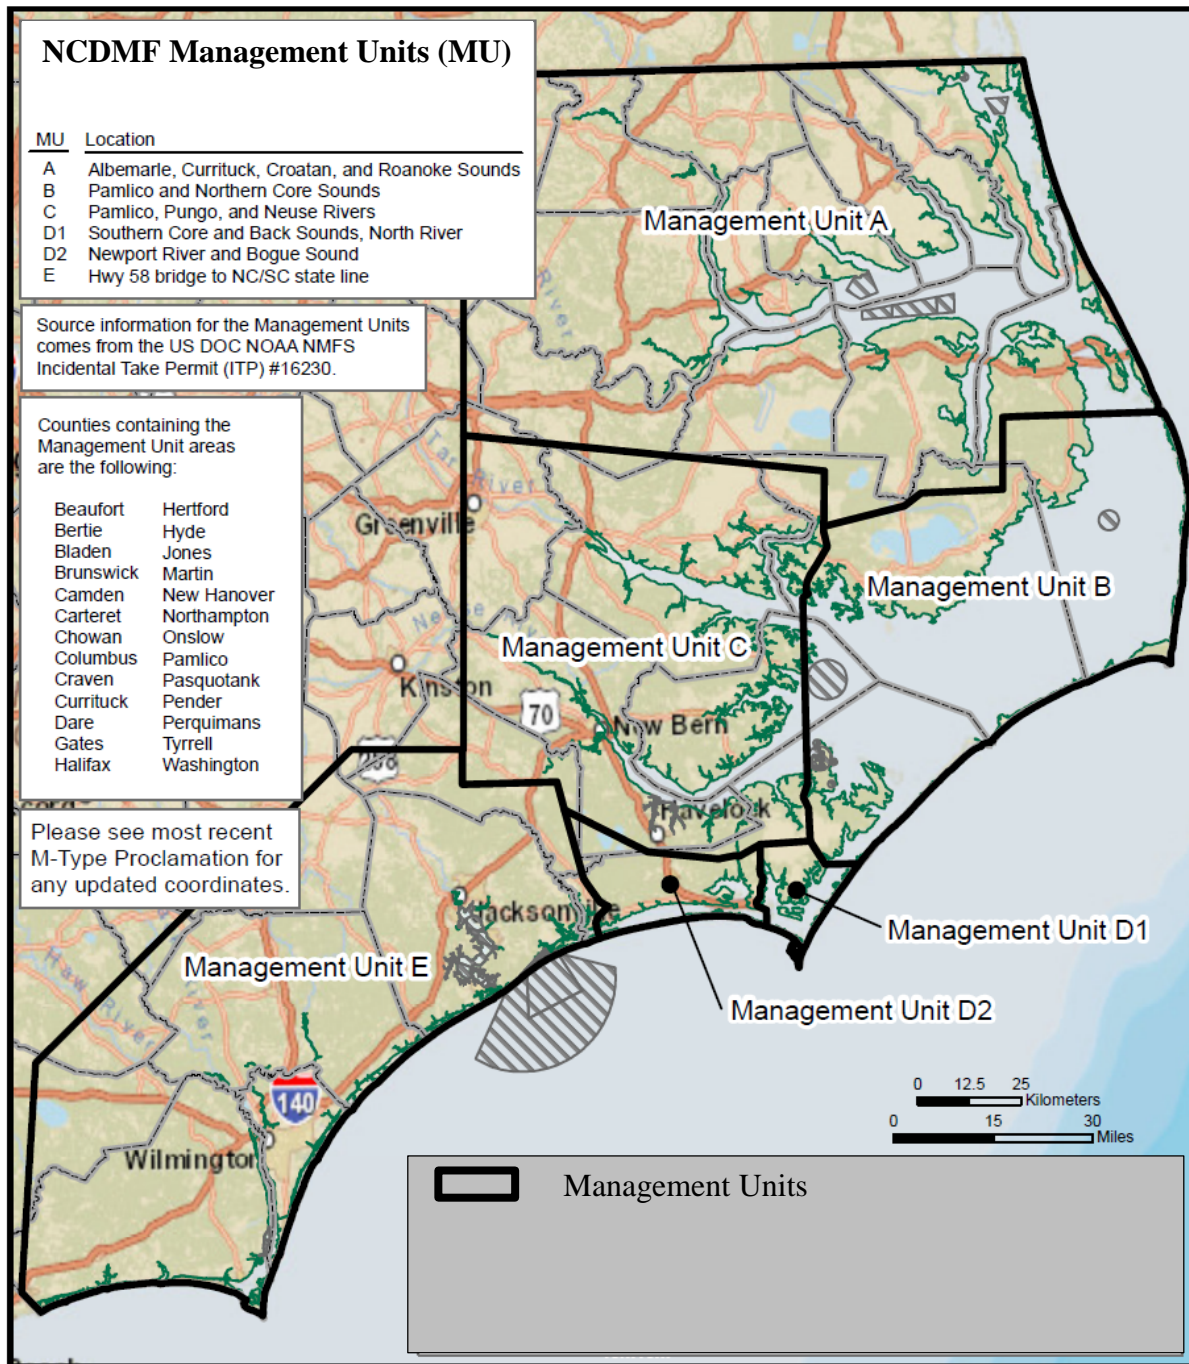 NCDMF Management Units (MU)
MU Location
A Albemarle, Currituck, Croatan, and Roanoke Sounds
B Pamlico and Northern Core Sounds
C Pamlico, Pungo, and Neuse Rivers
D1 Southern Core and Back Sounds, North River
D2 Newport River and Bogue Sound
E Hwy 58 bridge to NC/SC state line
Source information for the Management Units
comes from the US DOC NOAA NMFS
Incidental Take Permit (ITP) #16230.
Counties containing the
Management Unit areas
are the following:
Beaufort Hertford
Bertie Hyde
Bladen Jones
Brunswick Martin
Camden New Hanover
Carteret Northampton
Chowan Onslow
Columbus Pamlico
Craven Pasquotank
Currituck Pender
Dare Perquimans
Gates Tyrrell
Halifax Washington
Please see most recent
M-Type Proclamation for
any updated coordinates.
Management Unit A
River
Tar River
Greenville
Management Unit B
Neuse
Management Unit C
Kinston
70
New Bern
Havelock
Jacksonville
Management Unit D1
Management Unit E
Haw River
River
Management Unit D2
140
Wilmington
0 12.5 25
Kilometers
0 15 30
Miles
Management Units